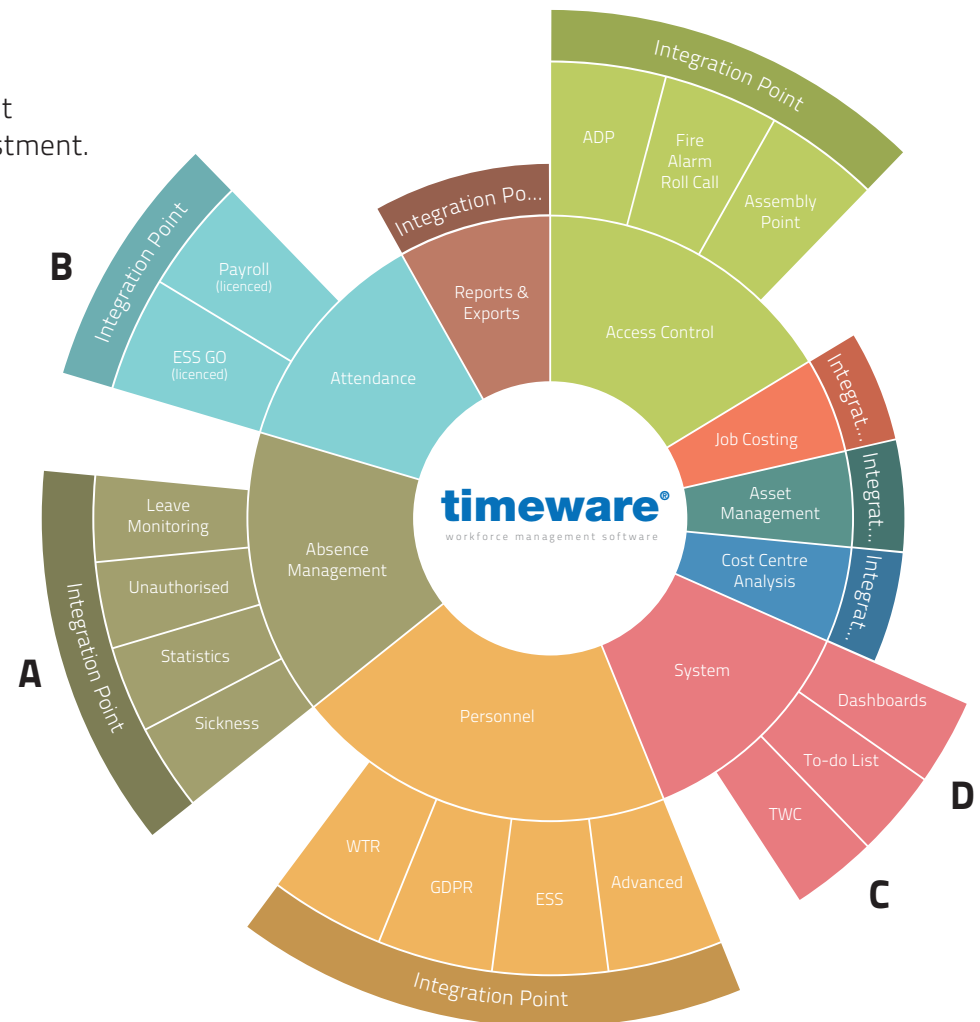 t
stment.
Integration Point
ADP
Fire
Alarm
Roll Call
Assembly
Point
Access Control
Integration Po...
Reports &
Exports
B
Integration Point
Payroll
(licenced)
ESS GO
(licenced)
Attendance
Integrat...
Job Costing
Integrat...
Asset
Management
Integrat...
Cost Centre
Analysis
timeware®
workforce management software
A
Integration Point
Leave
Monitoring
Unauthorised
Statistics
Sickness
Absence
Management
System
Dashboards
To-do List
TWC
D
C
Personnel
WTR
GDPR
ESS
Advanced
Integration Point